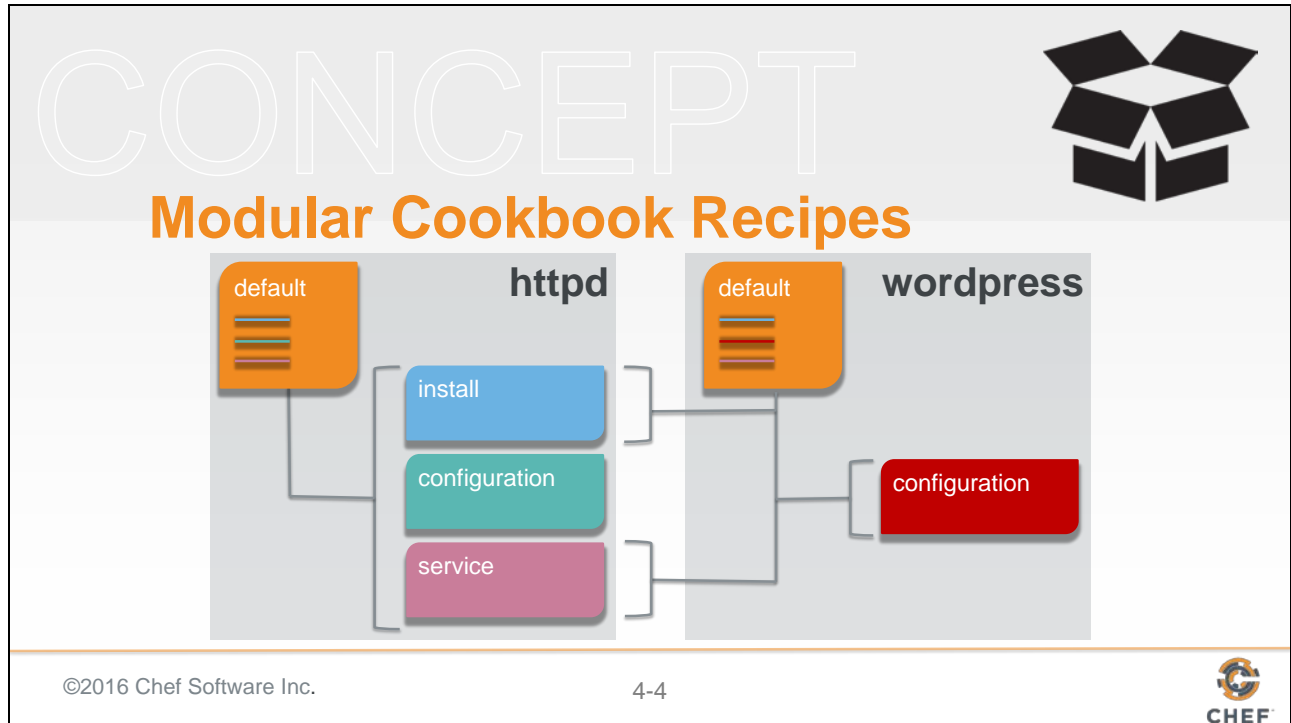 CONCEPT
Modular Cookbook Recipes
httpd
default
install
configuration
service
wordpress
default
configuration
©2016 Chef Software Inc.
4-4
CHEF